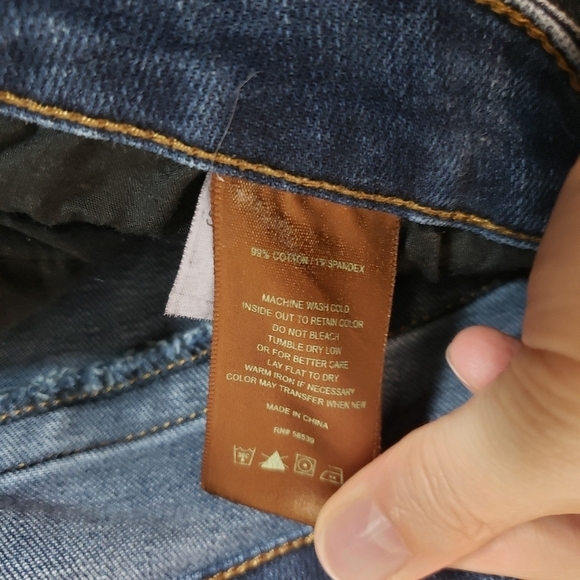 99% COTTON / 1% SPANDEX
MACHINE WASH COLD
INSIDE OUT TO RETAIN COLOR
DO NOT BLEACH
TUMBLE DRY LOW
OR FOR BETTER CARE
LAY FLAT TO DRY
WARM IRON IF NECESSARY
COLOR MAY TRANSFER WHEN NEW
MADE IN CHINA
RN# 58539